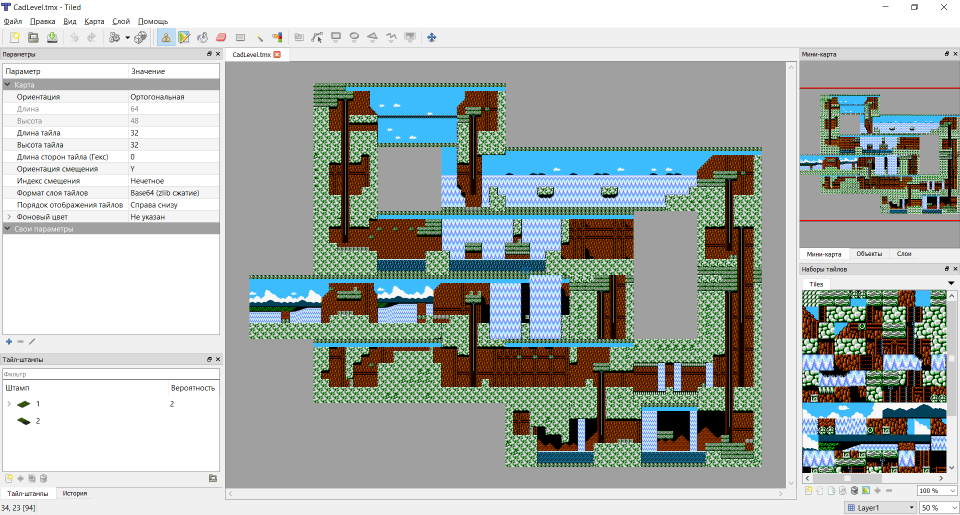 CadLevel.tmx - Tiled
Файл Правка Вид Карта Слой Помощь
Параметры
CadLevel.tmx
Мини-карта
Параметр Значение
Карта
Ориентация Ортогональная
Длина 64
Высота 48
Длина тайла 32
Высота тайла 32
Длина сторон тайла (Гекс) 0
Ориентация смещения Y
Индекс смещения Нечетное
Формат слоя тайлов Base64 (zlib сжатие)
Порядок отображения тайлов Справа снизу
Фоновый цвет Не указан
Свои параметры
Мини-карта Объекты Слои
Наборы тайлов
Tiles
Тайл-штампы
Фильтр
Штамп Вероятность
1 2
2
100 %
Тайл-штампы История
34, 23 [94]
Layer1 50 %